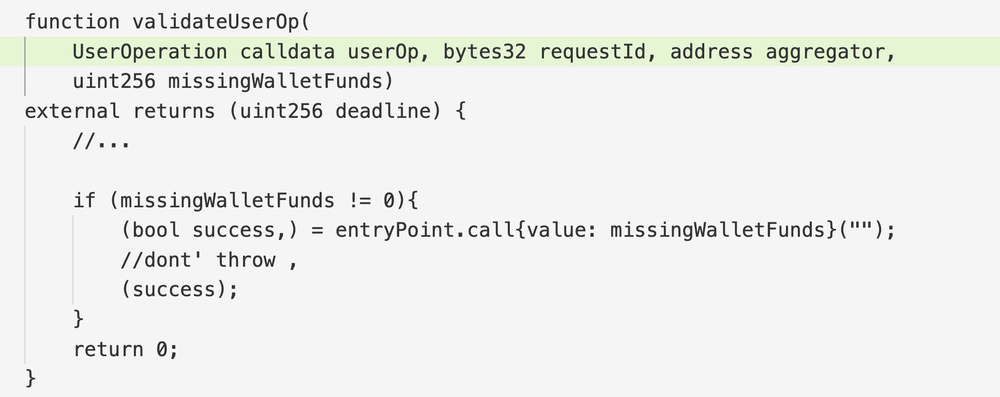 function validateUserOp(
UserOperation calldata userOp, bytes32 requestId, address aggregator,
uint256 missingWalletFunds)
external returns (uint256 deadline) {
//...
if (missingWalletFunds != 0){
(bool success,) = entryPoint.call{value: missingWalletFunds}("");
//dont' throw ,
(success);
}
return 0;
}